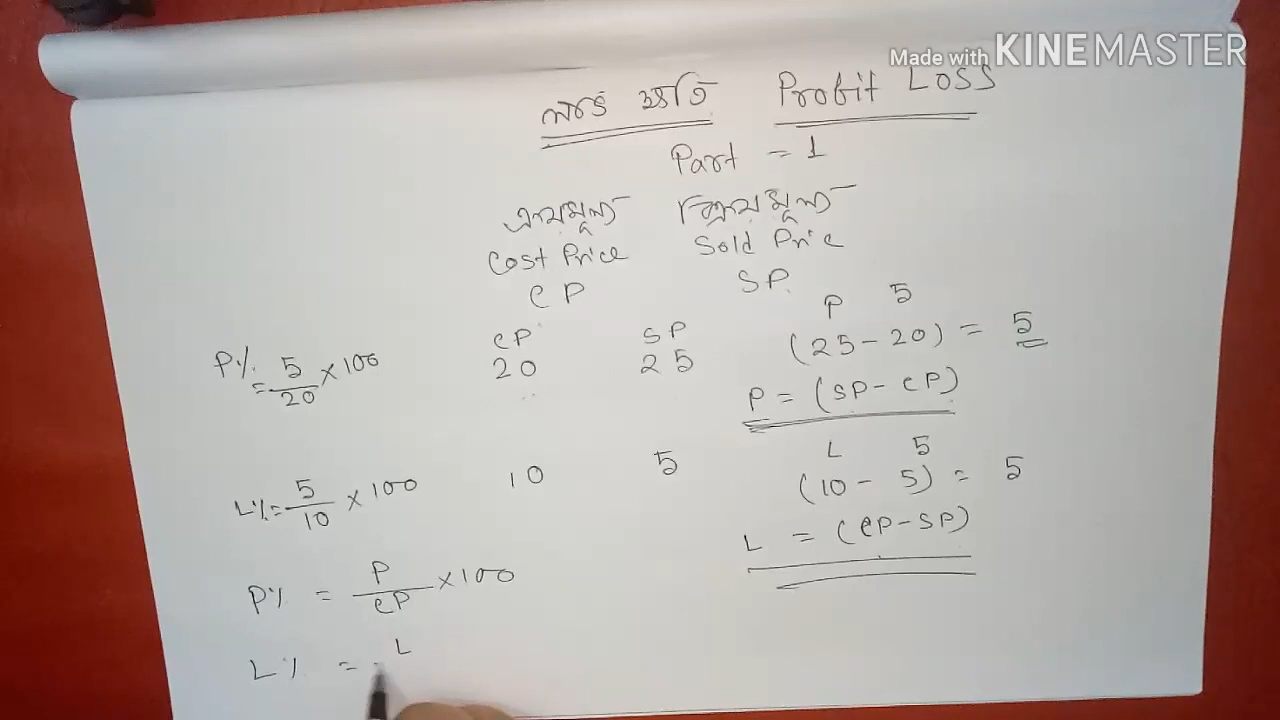 Made with KINEMASTER
লাভ ক্ষতি Profit Loss
Part = 1
ক্রয়মূল্য বিক্রয়মূল্য
Cost Price Sold Price
CP SP
P 5
CP SP (25 - 20) = 5
P% = 5/20 × 100 20 25
P = (SP - CP)
L 5
L% = 5/10 × 100 10 5 (10 - 5) = 5
L = (CP - SP)
P% = P/CP × 100
L% = L